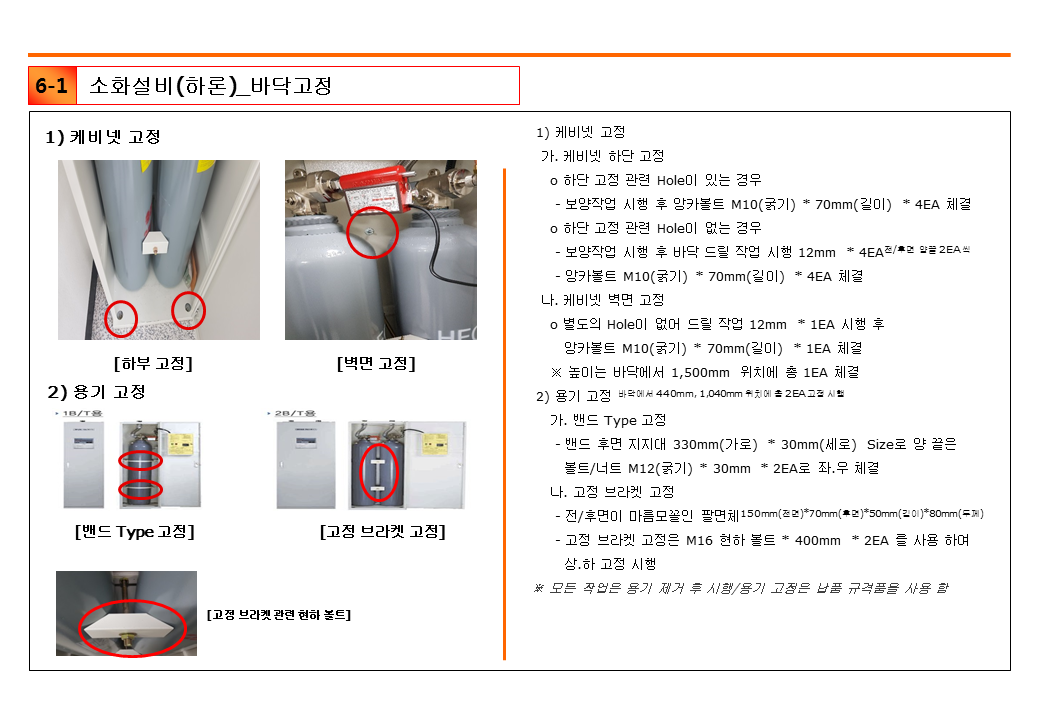 6-1 소화설비(하론)_바닥고정
1) 케비넷 고정
[하부 고정] [벽면 고정]
2) 용기 고정
▸ 1B/T용 ▸ 2B/T용
[밴드 Type 고정] [고정 브라켓 고정]
[고정 브라켓 관련 현하 볼트]
1) 케비넷 고정
가. 케비넷 하단 고정
o 하단 고정 관련 Hole이 있는 경우
- 보양작업 시행 후 앙카볼트 M10(굵기) * 70mm(길이) * 4EA 체결
o 하단 고정 관련 Hole이 없는 경우
- 보양작업 시행 후 바닥 드릴 작업 시행 12mm * 4EA전/후면 양끝 2EA씩
- 앙카볼트 M10(굵기) * 70mm(길이) * 4EA 체결
나. 케비넷 벽면 고정
o 별도의 Hole이 없어 드릴 작업 12mm * 1EA 시행 후
앙카볼트 M10(굵기) * 70mm(길이) * 1EA 체결
※ 높이는 바닥에서 1,500mm 위치에 총 1EA 체결
2) 용기 고정 바닥에서 440mm, 1,040mm 위치에 총 2EA 고정 시행
가. 밴드 Type 고정
- 밴드 후면 지지대 330mm(가로) * 30mm(세로) Size로 양 끝은
볼트/너트 M12(굵기) * 30mm * 2EA로 좌.우 체결
나. 고정 브라켓 고정
- 전/후면이 마름모꼴인 팔면체150mm(전면)*70mm(후면)*50mm(길이)*80mm(두께)
- 고정 브라켓 고정은 M16 현하 볼트 * 400mm * 2EA 를 사용 하여
상.하 고정 시행
※ 모든 작업은 용기 제거 후 시행/용기 고정은 납품 규격품을 사용 함